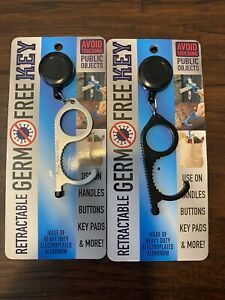 RETRACTABLE
GERM FREE KEY
AVOID
TOUCHING
PUBLIC
OBJECTS
USE ON
HANDLES
BUTTONS
KEY PADS
& MORE!
MADE OF
HEAVY DUTY
ELECTROPLATED
ALUMINUM
RETRACTABLE
GERM FREE KEY
AVOID
TOUCHING
PUBLIC
OBJECTS
USE ON
HANDLES
BUTTONS
KEY PADS
& MORE!
MADE OF
HEAVY DUTY
ELECTROPLATED
ALUMINUM